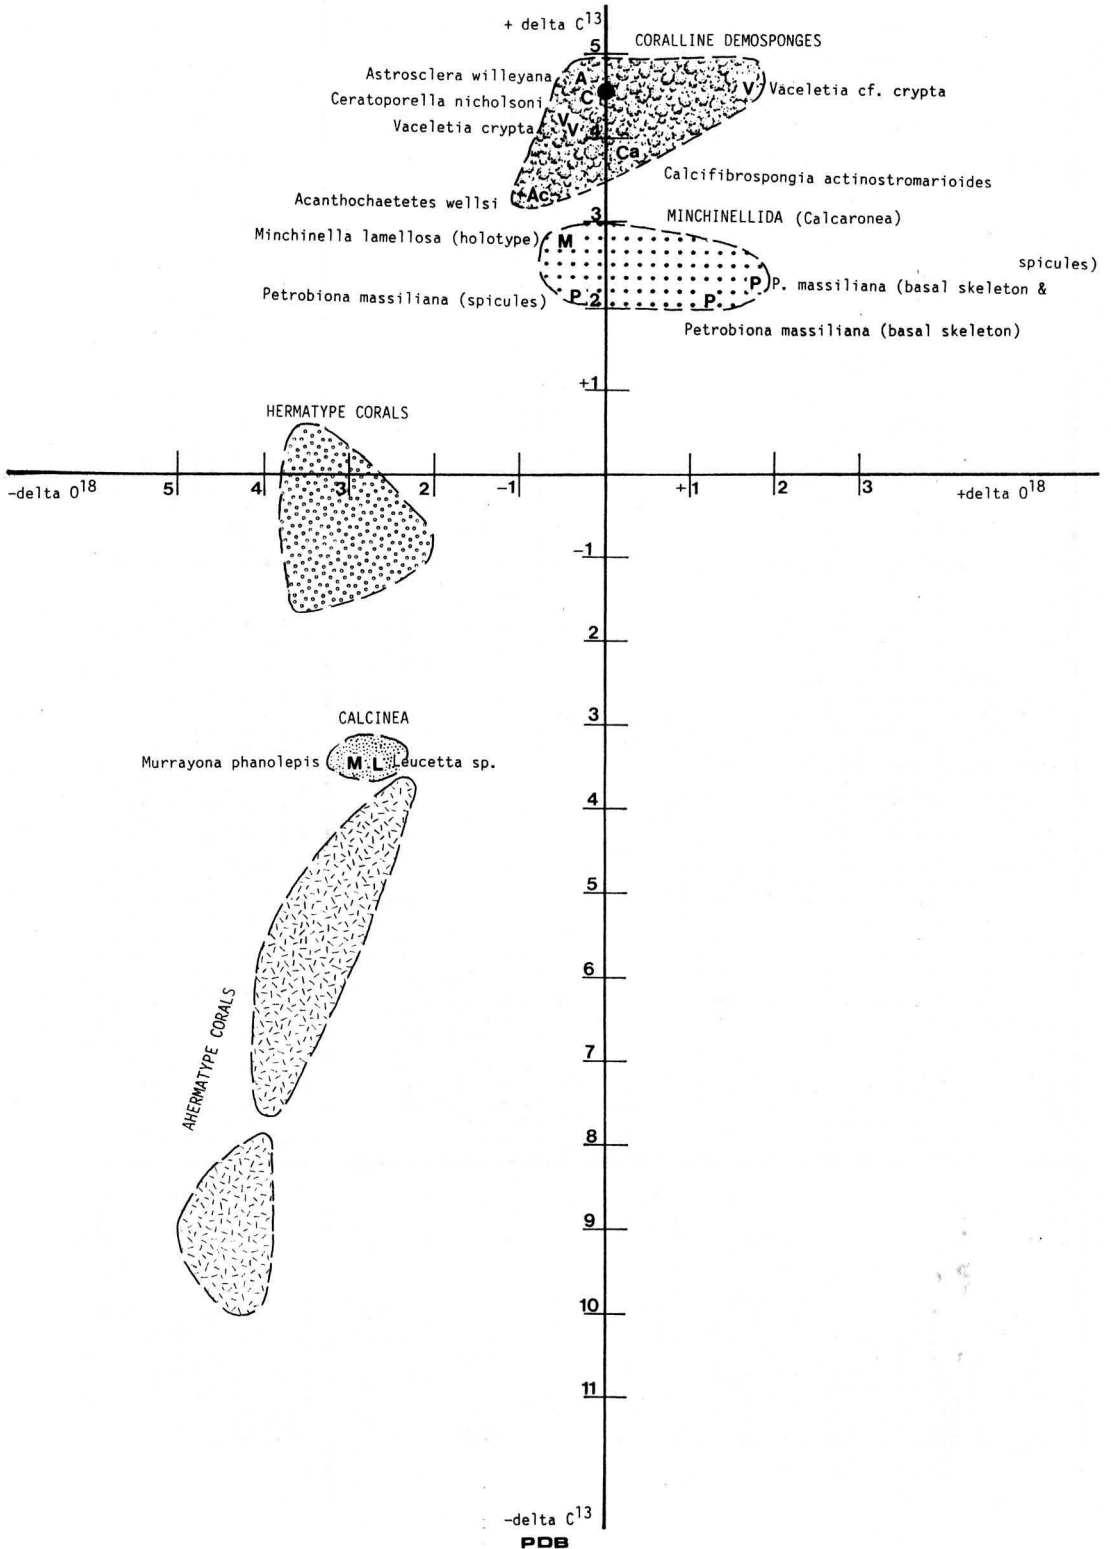 + delta C13
5
CORALLINE DEMOSPONGES
Astrosclera willeyana
A
Ceratoporella nicholsoni
C
V
Vaceletia cf. crypta
Vaceletia crypta
V
V
4
Ca
Calcifibrospongia actinostromarioides
Acanthochaetetes wellsi
+Ac
3
MINCHINELLIDA (Calcaronea)
Minchinella lamellosa (holotype)
M
spicules)
P
P. massiliana (basal skeleton &
Petrobiona massiliana (spicules)
P
2
P
Petrobiona massiliana (basal skeleton)
+1
HERMATYPE CORALS
-delta O18
5
4
3
2
-1
+1
2
3
+delta O18
-1
2
3
CALCINEA
Murrayona phanolepis
M
L
Leucetta sp.
4
5
6
AHERMATYPE CORALS
7
8
9
10
11
-delta C13
PDB